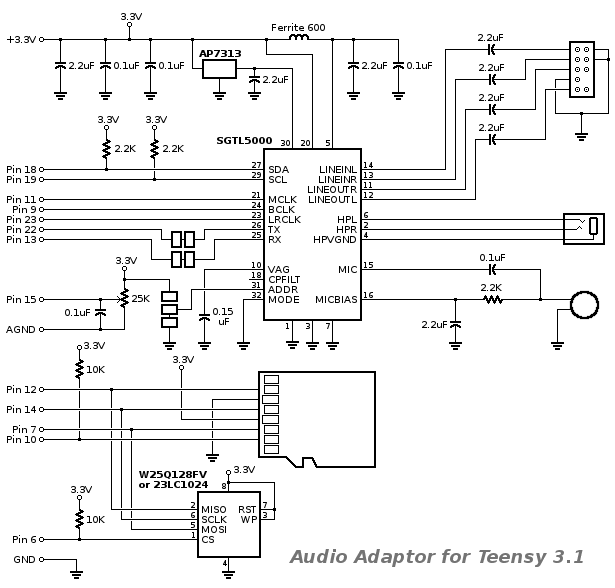 3.3V
+3.3V
Ferrite 600
AP7313
2.2uF
0.1uF
0.1uF
2.2uF
2.2uF
0.1uF
2.2uF
2.2uF
2.2uF
2.2uF
3.3V
3.3V
2.2K
2.2K
SGTL5000
30
20
5
Pin 18
27
SDA
LINEINL
14
Pin 19
29
SCL
LINEINR
13
LINEOUTR
11
Pin 11
21
MCLK
LINEOUTL
12
Pin 9
24
BCLK
Pin 23
23
LRCLK
HPL
6
Pin 22
26
TX
HPR
2
Pin 13
25
RX
HPVGND
4
3.3V
10
VAG
MIC
15
0.1uF
18
CPFILT
31
ADDR
2.2K
Pin 15
25K
32
MODE
MICBIAS
16
0.1uF
0.15
uF
2.2uF
AGND
1
3
7
3.3V
3.3V
10K
Pin 12
Pin 14
Pin 7
Pin 10
W25Q128FV
or 23LC1024
3.3V
8
3.3V
2
MISO
RST
7
6
SCLK
WP
3
10K
5
MOSI
Pin 6
1
CS
GND
4
Audio Adaptor for Teensy 3.1